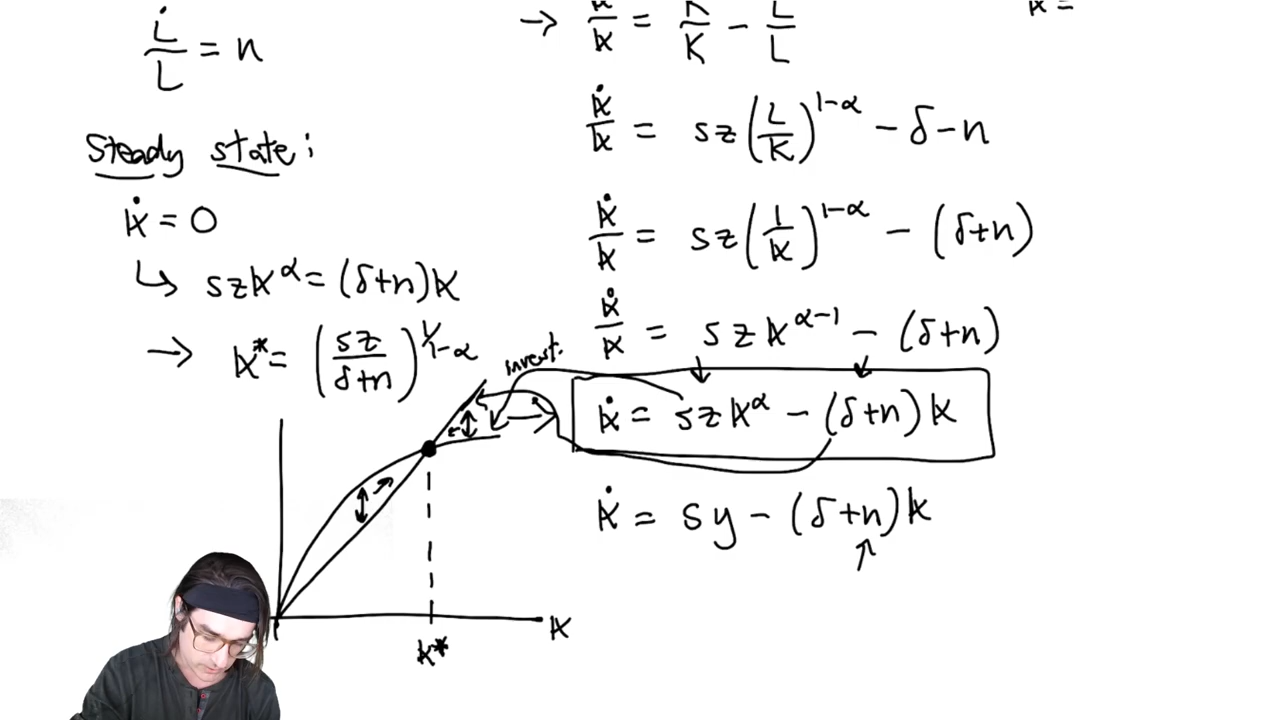 L̇/L = n
Steady state:
k̇ = 0
↳ szk^α = (δ+n)k
→ k* = (sz/(δ+n))^(1/1-α)
→ k̇/k = K̇/K - L̇/L
k̇/k = sz(L/K)^(1-α) - δ - n
k̇/k = sz(1/k)^(1-α) - (δ+n)
k̇/k = szk^(α-1) - (δ+n)
k̇ = szk^α - (δ+n)k
k̇ = sy - (δ+n)k
invest.
k
k*